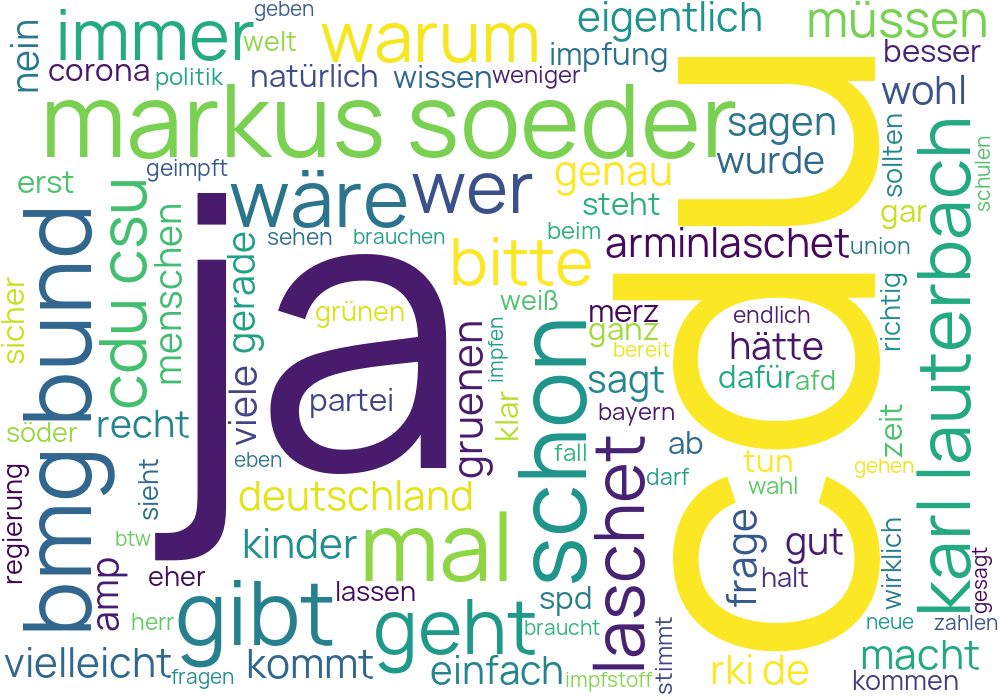 geben
immer
welt
warum
eigentlich
müssen
nein
corona
politik
natürlich
wissen
weniger
impfung
besser
wohl
markus soeder
sagen
wurde
u
geimpft
erst
genau
sollten
schulen
wäre
wer
steht
gar
sehen
brauchen
beim
arminlaschet
union
cdu csu
menschen
gerade
ja
bitte
bmgbund
sicher
grünen
weiß
merz
ganz
d
endlich
richtig
karl lauterbach
hätte
bereit
gruenen
impfen
schon
sagt
dafür
afd
viele
partei
klar
bayern
söder
recht
ab
zeit
eben
fall
laschet
darf
tun
gehen
wahl
regierung
sieht
deutschland
c
btw
kinder
mal
frage
gut
wirklich
amp
eher
halt
gesagt
gibt
lassen
spd
herr
geht
braucht
neue
zahlen
vielleicht
fragen
kommt
einfach
impfstoff
stimmt
rki de
macht
kommen